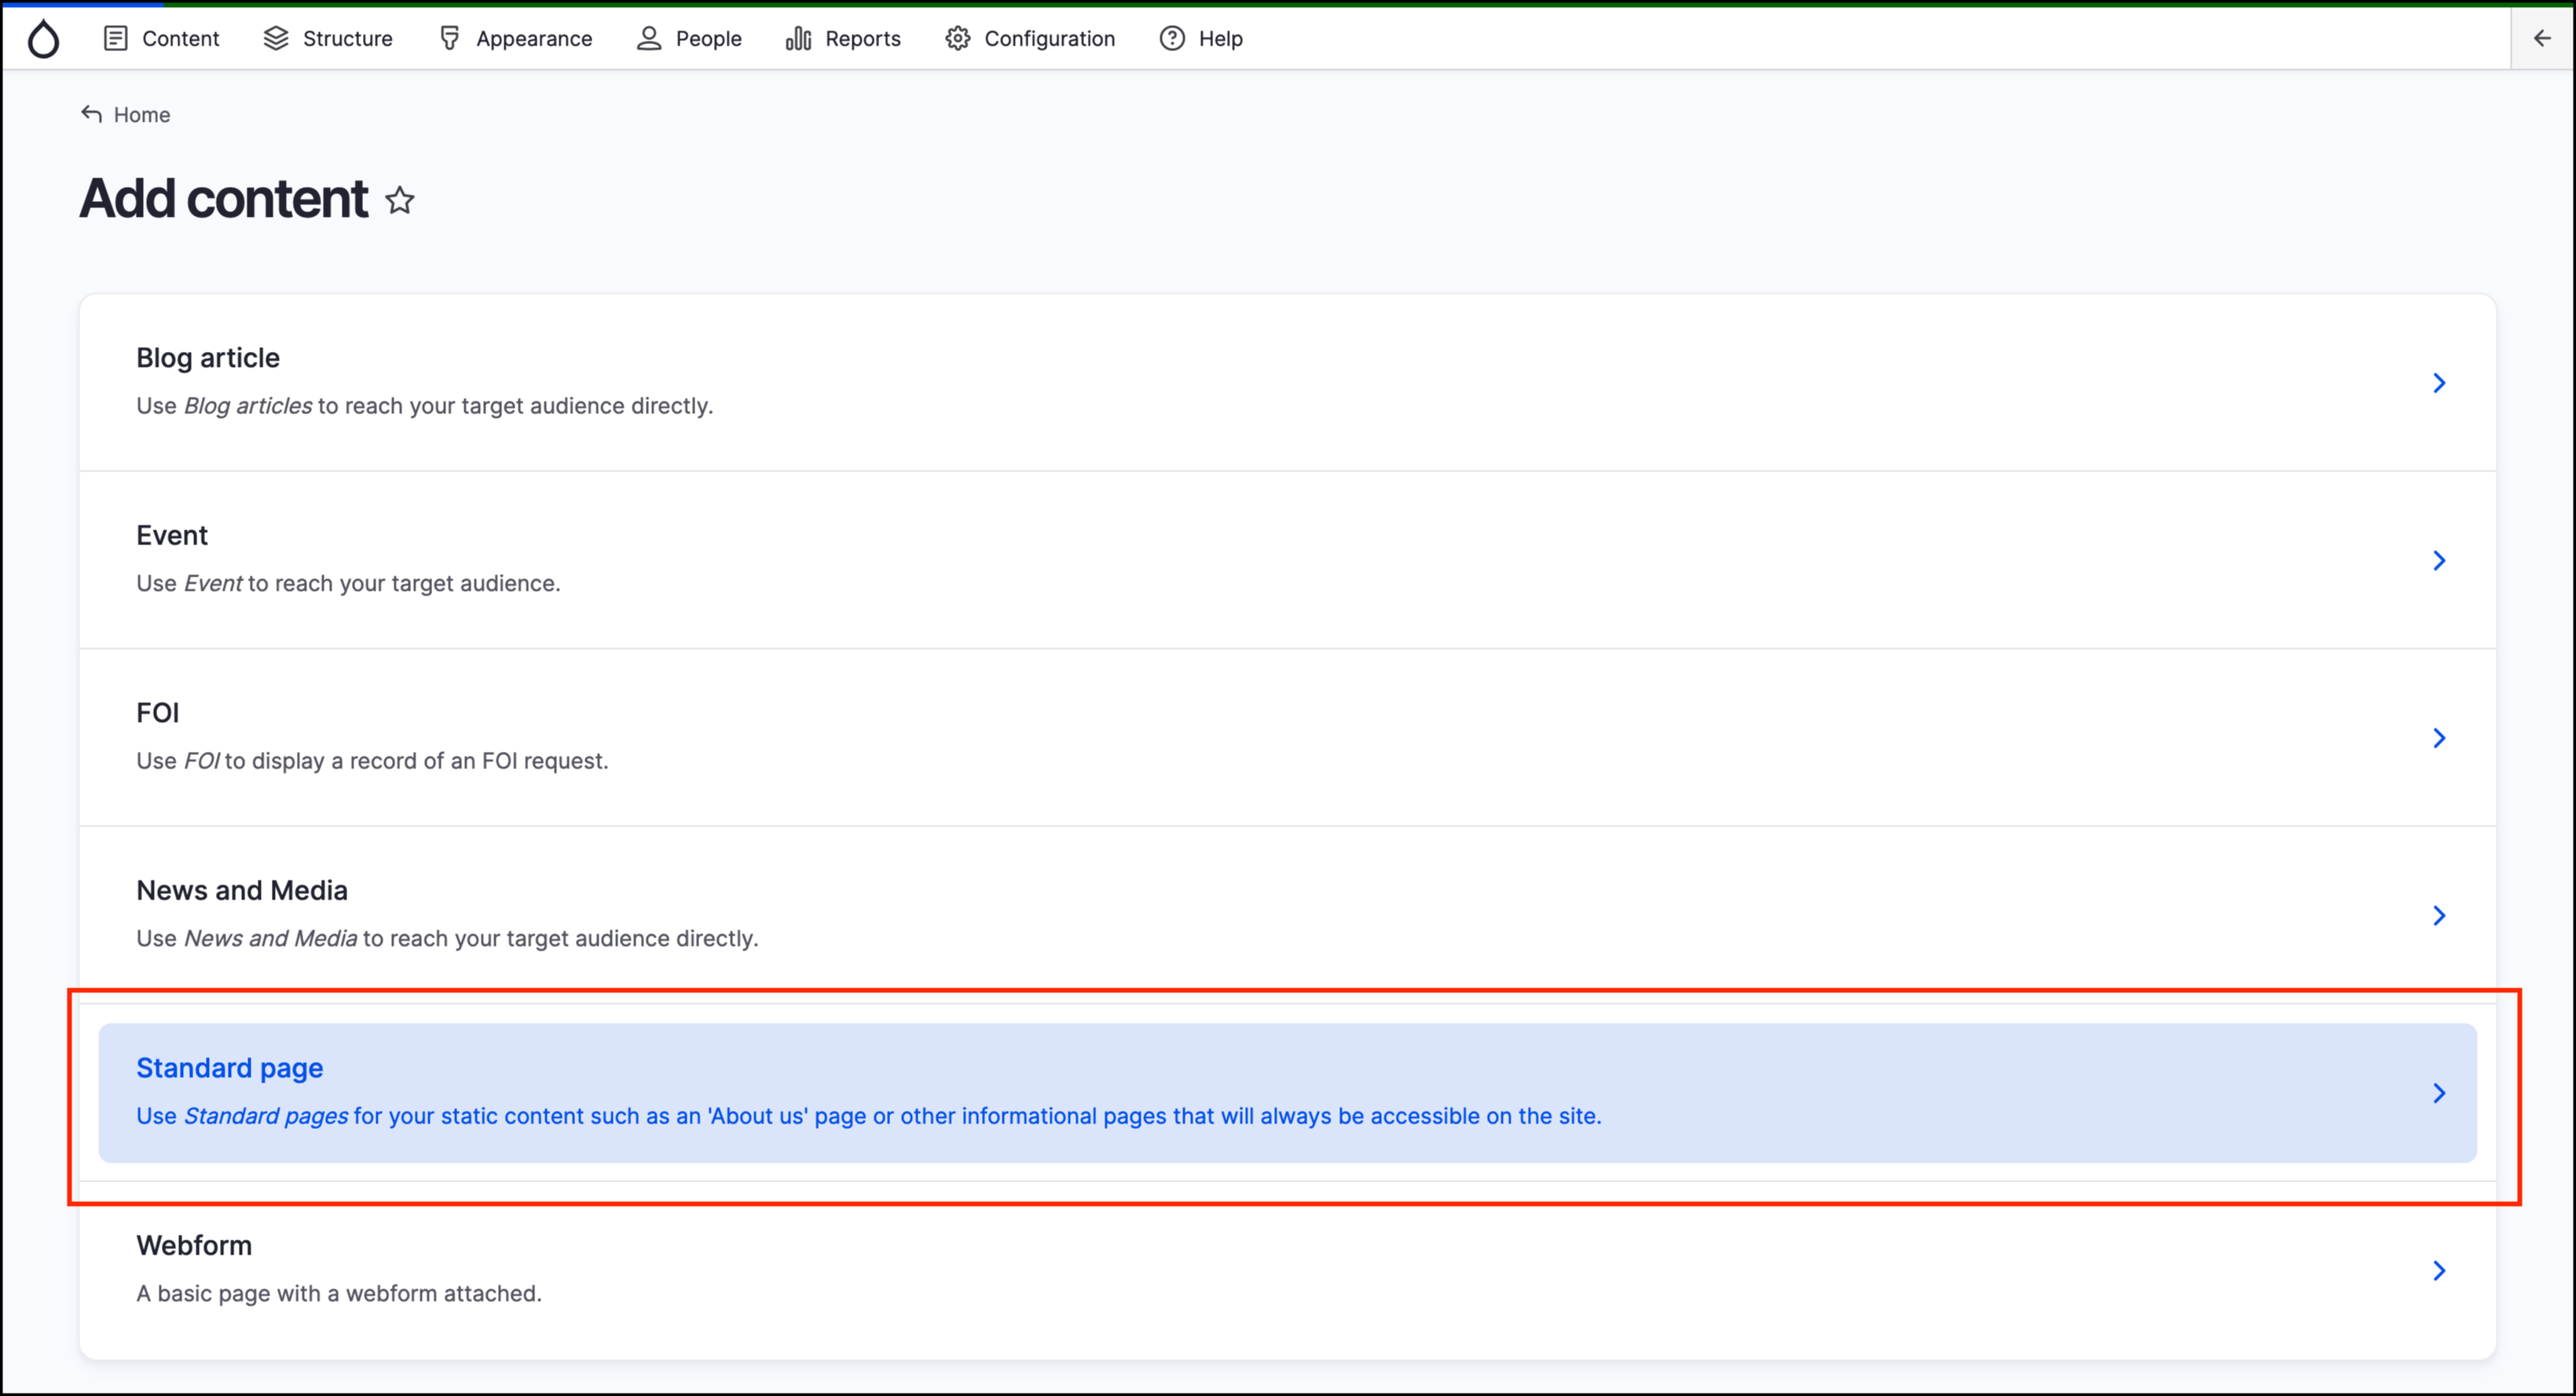 Content Structure Appearance People Reports Configuration Help
Home
Add content
Blog article
Use Blog articles to reach your target audience directly.
Event
Use Event to reach your target audience.
FOI
Use FOI to display a record of an FOI request.
News and Media
Use News and Media to reach your target audience directly.
Standard page
Use Standard pages for your static content such as an 'About us' page or other informational pages that will always be accessible on the site.
Webform
A basic page with a webform attached.